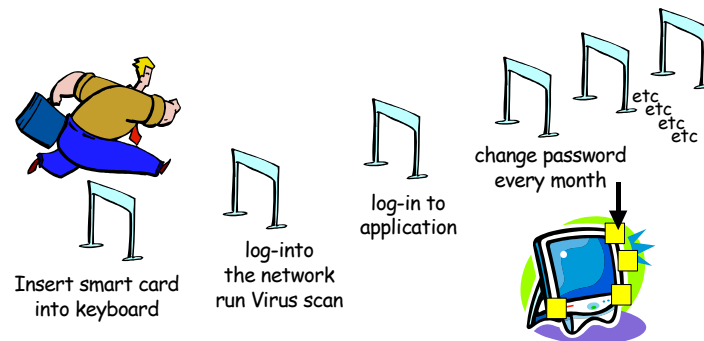 Insert smart card
into keyboard
log-into
the network
run Virus scan
log-in to
application
change password
every month
etc
etc
etc
etc